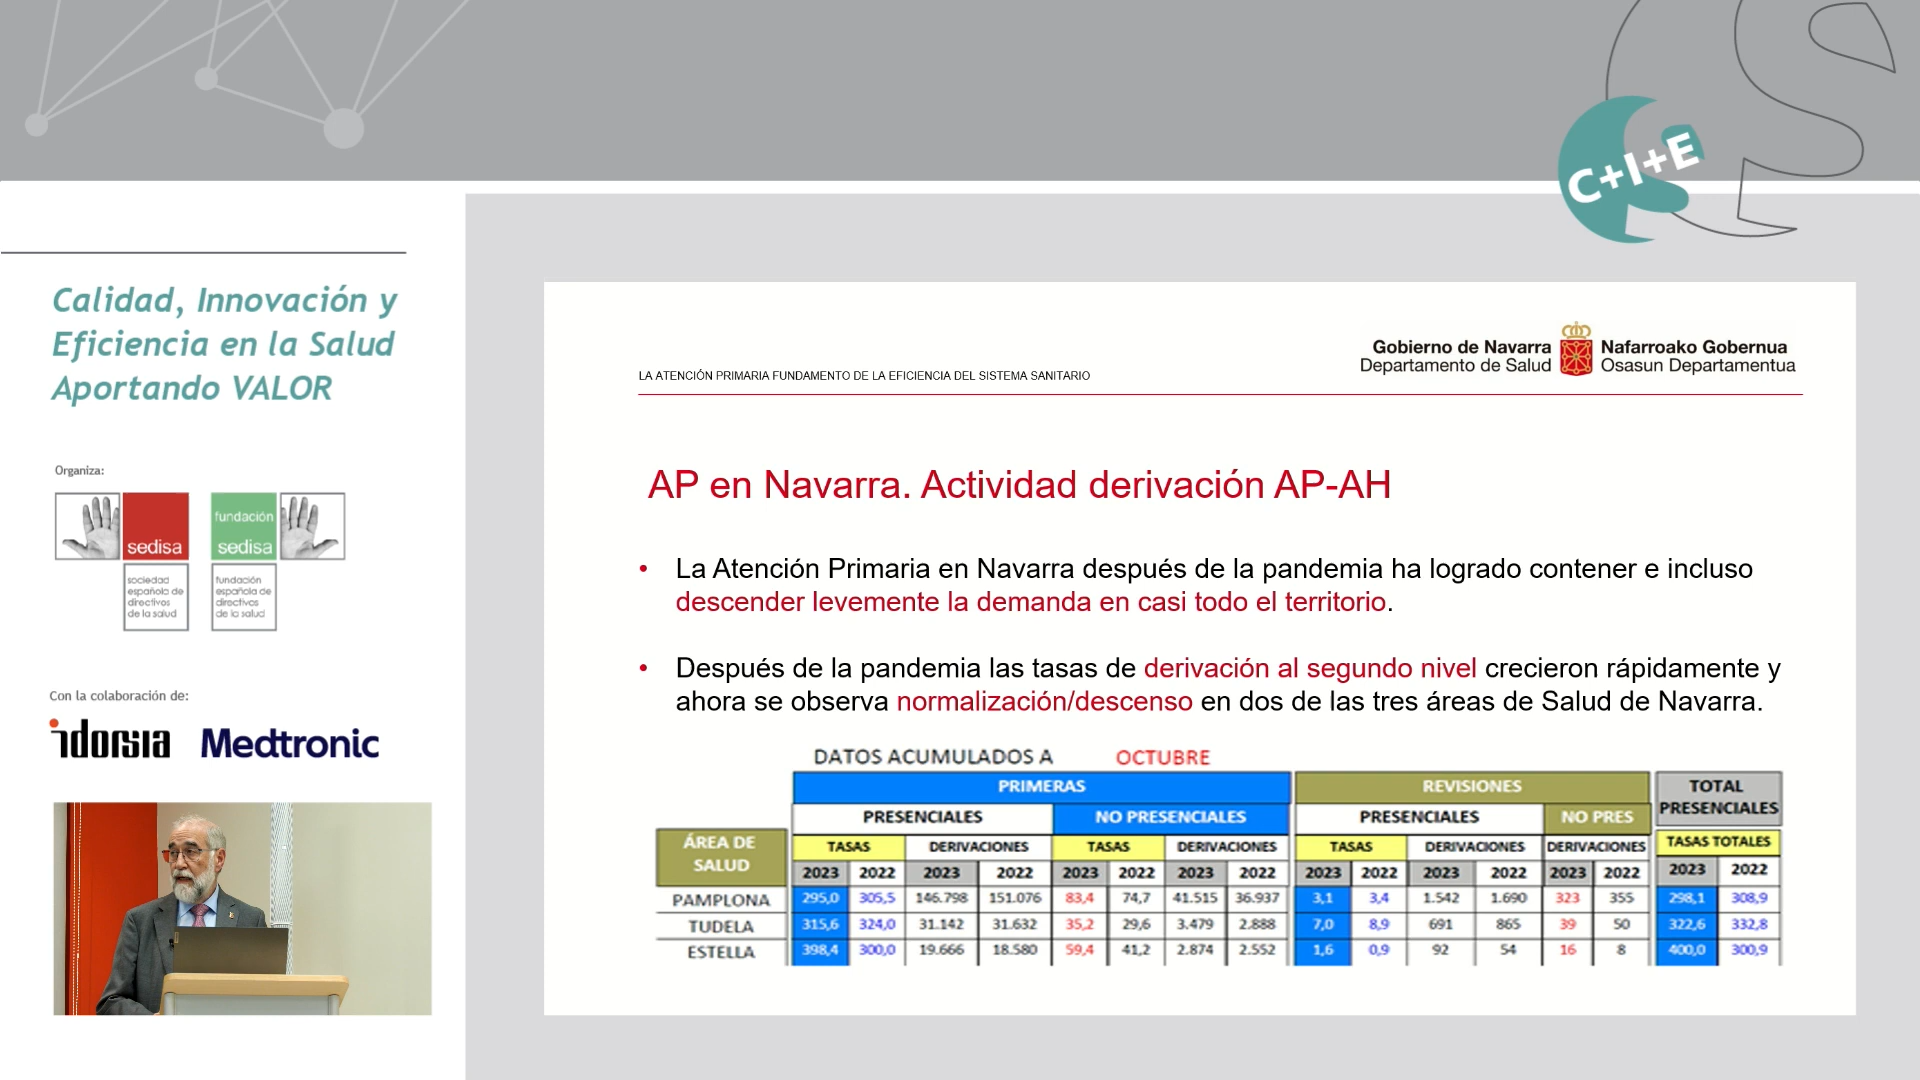 C+I+E
Calidad, Innovación y
Eficiencia en la Salud
Aportando VALOR
Organiza:
sedisa
fundación
sedisa
sociedad
española de
directivos
de la salud
fundación
española de
directivos
de la salud
Con la colaboración de:
idorsia Medtronic
Gobierno de Navarra Nafarroako Gobernua
Departamento de Salud Osasun Departamentua
LA ATENCIÓN PRIMARIA FUNDAMENTO DE LA EFICIENCIA DEL SISTEMA SANITARIO
AP en Navarra. Actividad derivación AP-AH
• La Atención Primaria en Navarra después de la pandemia ha logrado contener e incluso
descender levemente la demanda en casi todo el territorio.
• Después de la pandemia las tasas de derivación al segundo nivel crecieron rápidamente y
ahora se observa normalización/descenso en dos de las tres áreas de Salud de Navarra.
DATOS ACUMULADOS A OCTUBRE
PRIMERAS REVISIONES TOTAL PRESENCIALES
PRESENCIALES NO PRESENCIALES PRESENCIALES NO PRES
ÁREA DE SALUD TASAS DERIVACIONES TASAS DERIVACIONES TASAS DERIVACIONES DERIVACIONES TASAS TOTALES
2023 2022 2023 2022 2023 2022 2023 2022 2023 2022 2023 2022 2023 2022 2023 2022
PAMPLONA 295,0 305,5 146.798 151.076 83,4 74,7 41.515 36.937 3,1 3,4 1.542 1.690 323 355 298,1 308,9
TUDELA 315,6 324,0 31.142 31.632 35,2 29,6 3.479 2.888 7,0 8,9 691 865 39 50 322,6 332,8
ESTELLA 398,4 300,0 19.666 18.580 59,4 41,2 2.874 2.552 1,6 0,9 92 54 16 8 400,0 300,9